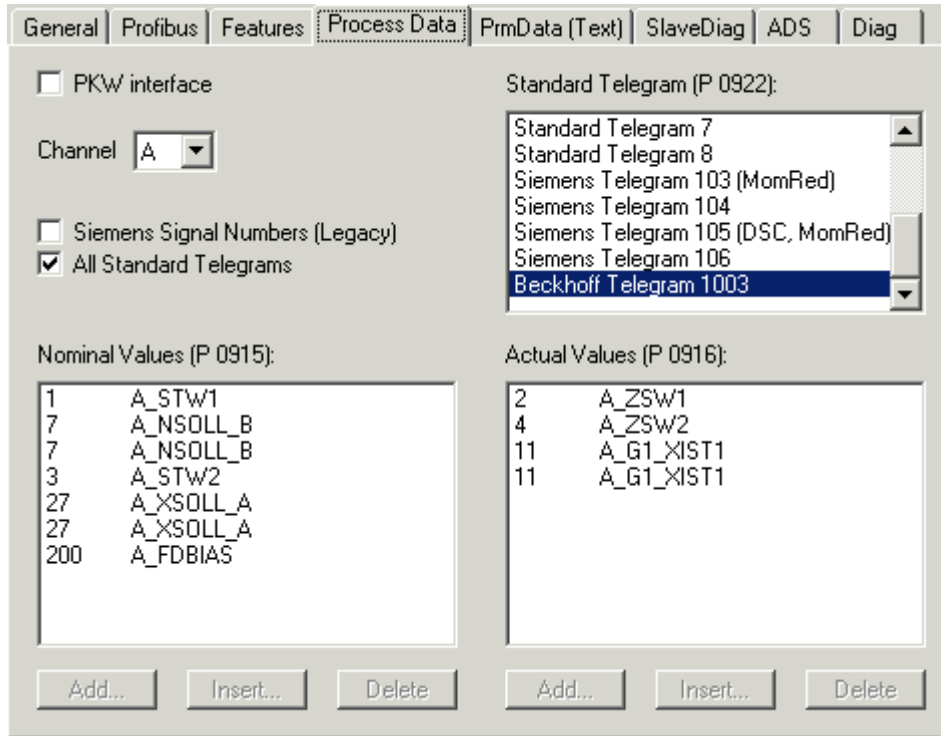 General Profibus Features Process Data PrmData (Text) SlaveDiag ADS Diag
PKW interface
Channel A
Siemens Signal Numbers (Legacy)
All Standard Telegrams
Standard Telegram (P 0922):
Standard Telegram 7
Standard Telegram 8
Siemens Telegram 103 (MomRed)
Siemens Telegram 104
Siemens Telegram 105 (DSC, MomRed)
Siemens Telegram 106
Beckhoff Telegram 1003
Nominal Values (P 0915):
1 A_STW1
7 A_NSOLL_B
7 A_NSOLL_B
3 A_STW2
27 A_XSOLL_A
27 A_XSOLL_A
200 A_FDBIAS
Add... Insert... Delete
Actual Values (P 0916):
2 A_ZSW1
4 A_ZSW2
11 A_G1_XIST1
11 A_G1_XIST1
Add... Insert... Delete